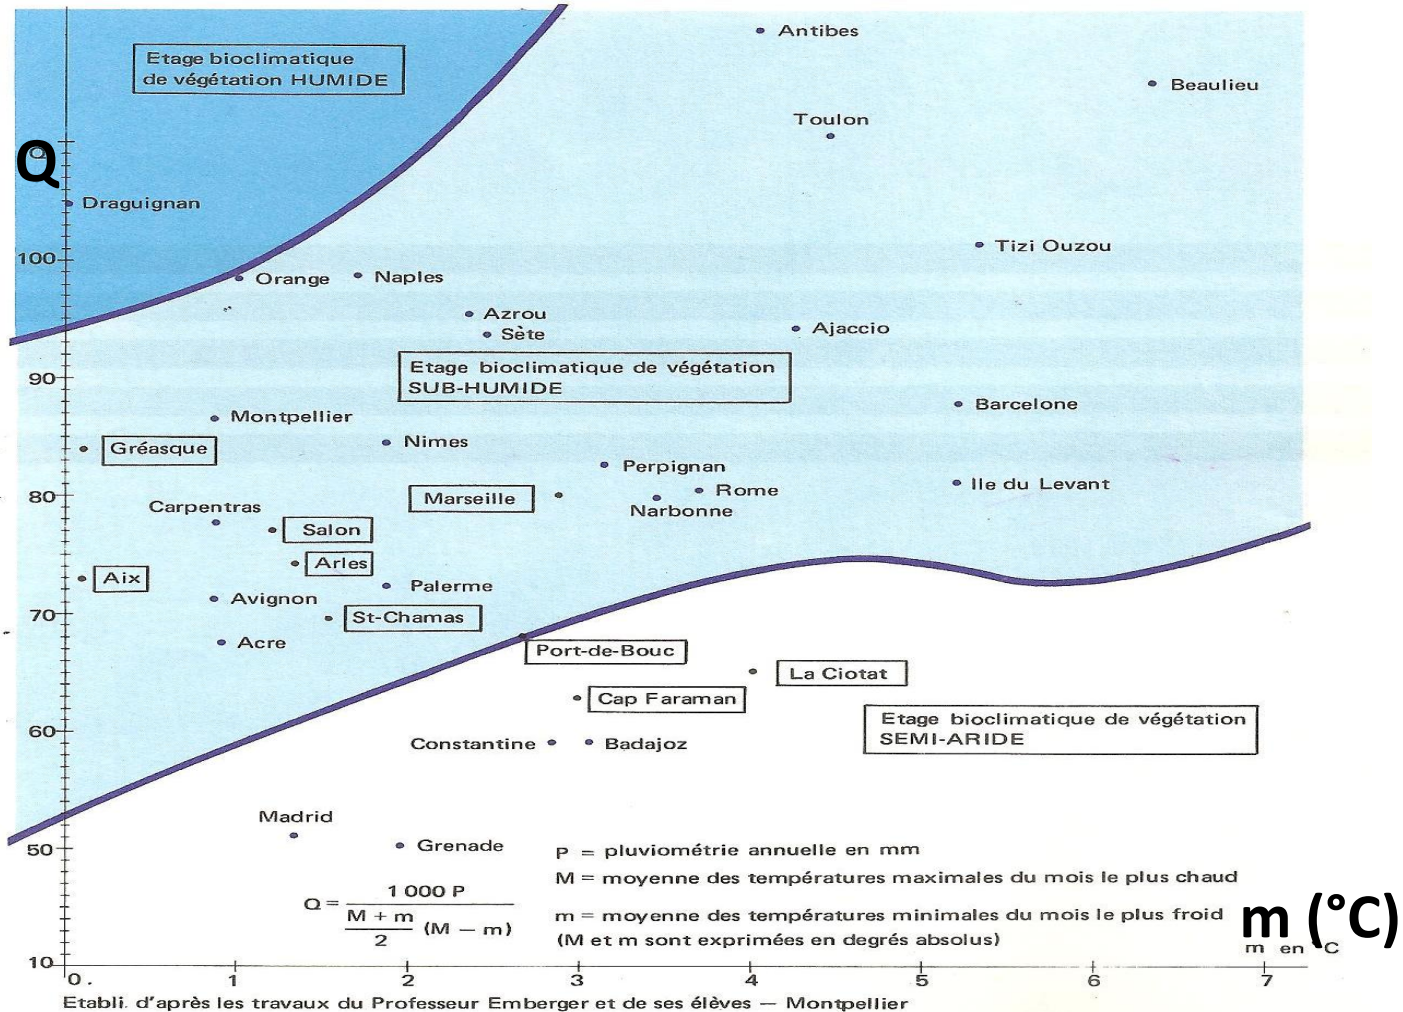 Antibes
Etage bioclimatique
de végétation HUMIDE
Beaulieu
Toulon
Q
Draguignan
Tizi Ouzou
100
Orange
Naples
Azrou
Sète
Ajaccio
Etage bioclimatique de végétation
SUB-HUMIDE
90
Montpellier
Barcelone
Nimes
Gréasque
Perpignan
Ile du Levant
80
Marseille
Rome
Carpentras
Narbonne
Salon
Arles
Aix
Palerme
Avignon
70
St-Chamas
Acre
Port-de-Bouc
La Ciotat
Cap Faraman
Etage bioclimatique de végétation
SEMI-ARIDE
60
Constantine
Badajoz
Madrid
50
Grenade
P = pluviométrie annuelle en mm
M = moyenne des températures maximales du mois le plus chaud
Q = 1 000 P
M + m
2
(M – m)
m = moyenne des températures minimales du mois le plus froid
(M et m sont exprimées en degrés absolus)
m (°C)
m en °C
10
0. 1 2 3 4 5 6 7
Etabli. d'après les travaux du Professeur Emberger et de ses élèves — Montpellier